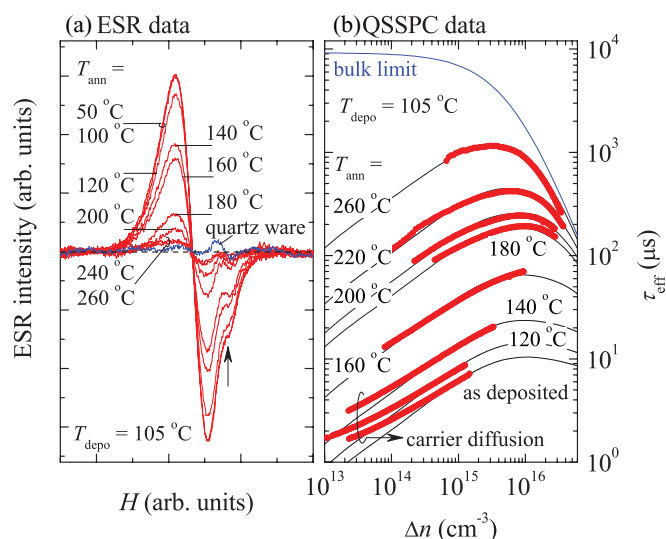 (a) ESR data
T_ann =
50 °C
100 °C
120 °C
200 °C
240 °C
260 °C
140 °C
160 °C
180 °C
quartz ware
T_depo = 105 °C
ESR intensity (arb. units)
H (arb. units)
(b) QSSPC data
bulk limit
T_depo = 105 °C
T_ann =
260 °C
220 °C
200 °C
180 °C
160 °C
140 °C
120 °C
as deposited
carrier diffusion
10^4
10^3
10^2
10^1
10^0
τ_eff (μs)
10^13 10^14 10^15 10^16
Δn (cm^-3)